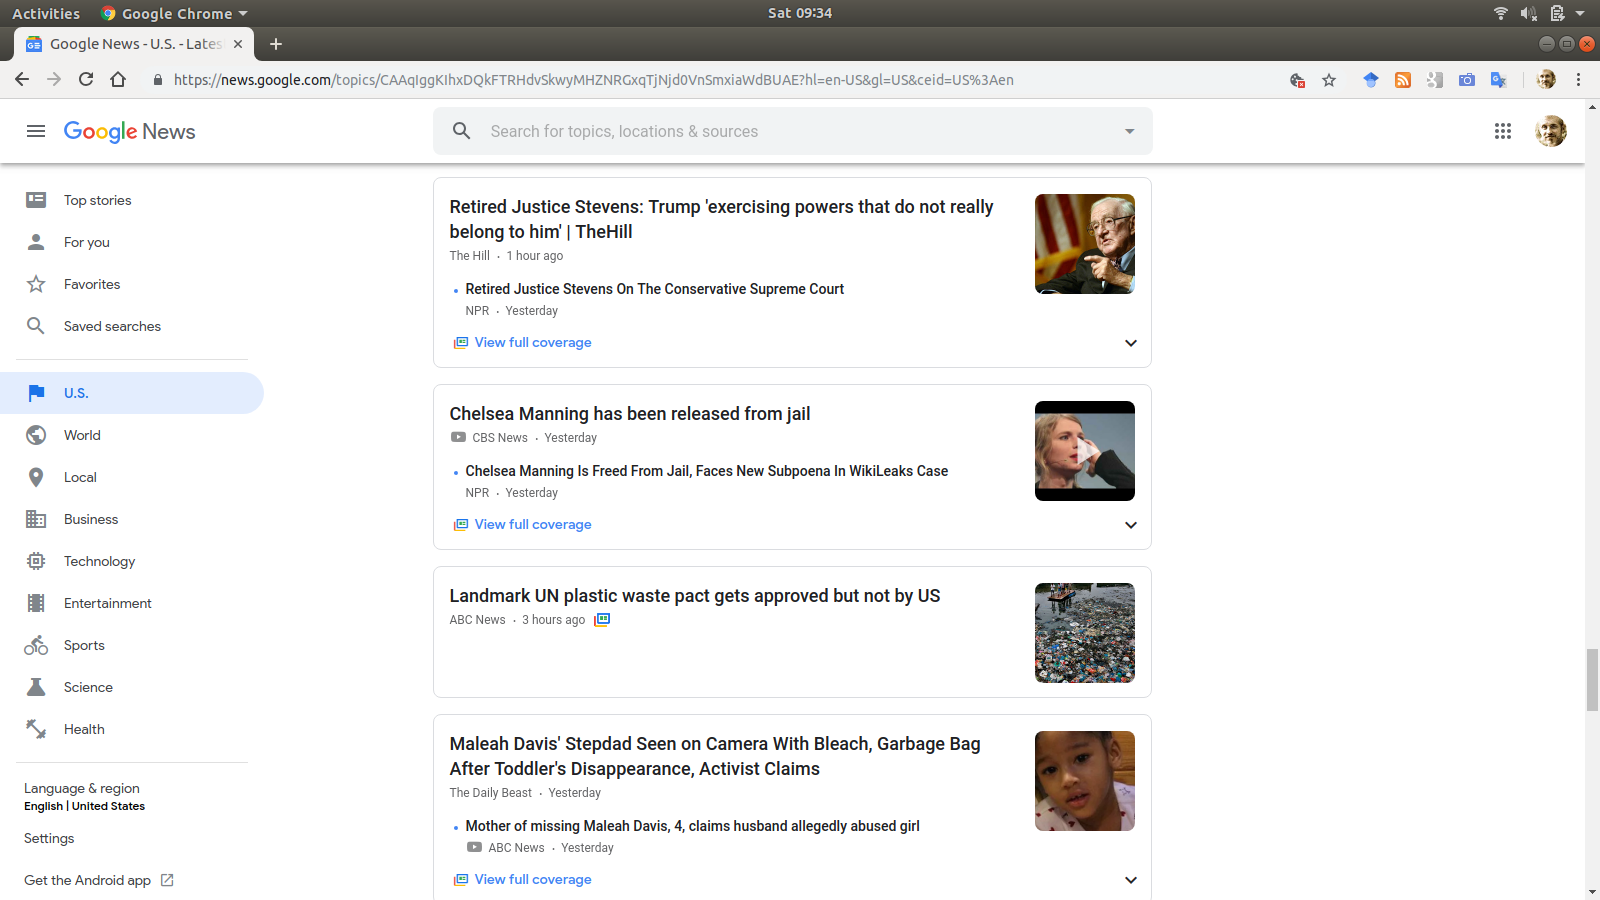 Activities Google Chrome Sat 09:34
Google News - U.S. - Lates
https://news.google.com/topics/CAAqIggKIhxDQkFTRHdvSkwyMHZNRGxqTjNjd0VnSmxiaWdBUAE?hl=en-US&gl=US&ceid=US%3Aen
Google News
Search for topics, locations & sources
Top stories
For you
Favorites
Saved searches
U.S.
World
Local
Business
Technology
Entertainment
Sports
Science
Health
Language & region
English | United States
Settings
Get the Android app
Retired Justice Stevens: Trump 'exercising powers that do not really
belong to him' | TheHill
The Hill · 1 hour ago
Retired Justice Stevens On The Conservative Supreme Court
NPR · Yesterday
View full coverage
Chelsea Manning has been released from jail
CBS News · Yesterday
Chelsea Manning Is Freed From Jail, Faces New Subpoena In WikiLeaks Case
NPR · Yesterday
View full coverage
Landmark UN plastic waste pact gets approved but not by US
ABC News · 3 hours ago
Maleah Davis' Stepdad Seen on Camera With Bleach, Garbage Bag
After Toddler's Disappearance, Activist Claims
The Daily Beast · Yesterday
Mother of missing Maleah Davis, 4, claims husband allegedly abused girl
ABC News · Yesterday
View full coverage